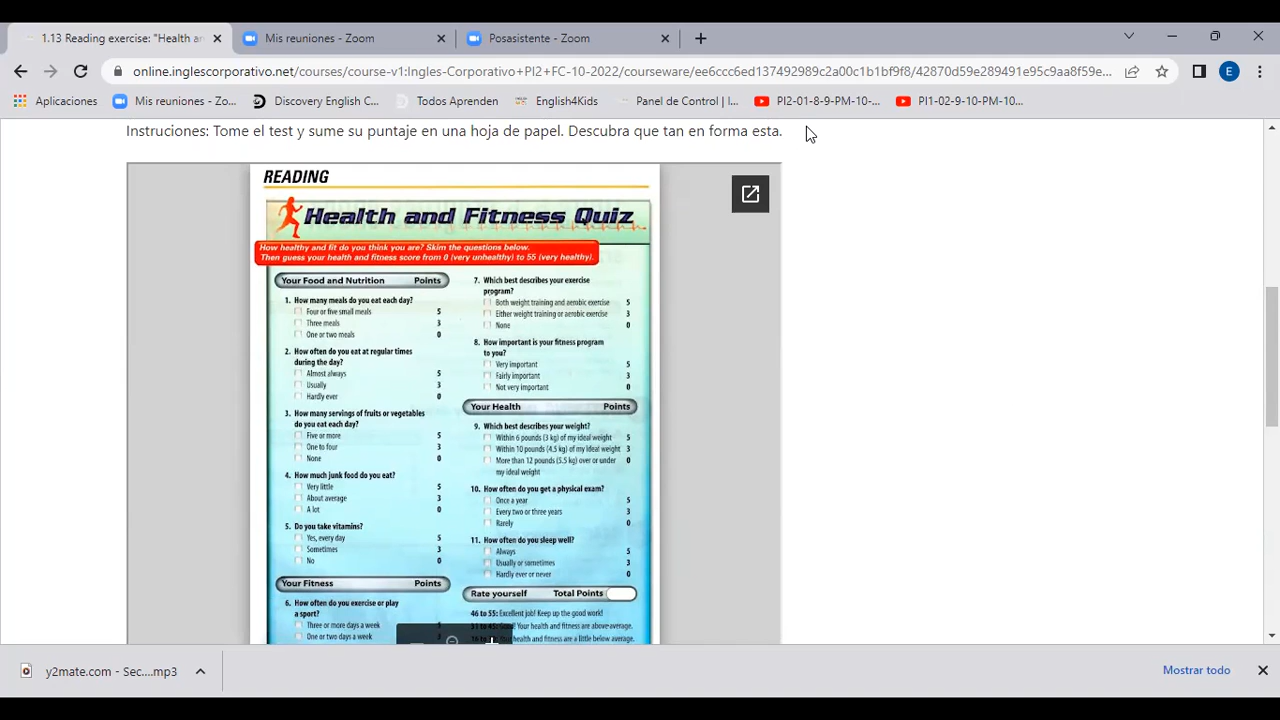 1.13 Reading exercise: "Health ar
Mis reuniones - Zoom
Posasistente - Zoom
online.inglescorporativo.net/courses/course-v1:Ingles-Corporativo+PI2+FC-10-2022/courseware/ee6ccc6ed137492989c2a00c1b1bf9f8/42870d59e289491e95c9aa8f59e...
E
Aplicaciones
Mis reuniones - Zo...
Discovery English C...
Todos Aprenden
English4Kids
Panel de Control | I...
PI2-01-8-9-PM-10-...
PI1-02-9-10-PM-10...
Instruciones: Tome el test y sume su puntaje en una hoja de papel. Descubra que tan en forma esta.
READING
Health and Fitness Quiz
How healthy and fit do you think you are? Skim the questions below.
Then guess your health and fitness score from 0 (very unhealthy) to 55 (very healthy).
Your Food and Nutrition Points
1. How many meals do you eat each day?
Four or five small meals 5
Three meals 3
One or two meals 0
2. How often do you eat at regular times
during the day?
Almost always 5
Usually 3
Hardly ever 0
3. How many servings of fruits or vegetables
do you eat each day?
Five or more 5
One to four 3
None 0
4. How much junk food do you eat?
Very little 5
About average 3
A lot 0
5. Do you take vitamins?
Yes, every day 5
Sometimes 3
No 0
Your Fitness Points
6. How often do you exercise or play
a sport?
Three or more days a week
One or two days a week
7. Which best describes your exercise
program?
Both weight training and aerobic exercise 5
Either weight training or aerobic exercise 3
None 0
8. How important is your fitness program
to you?
Very important 5
Fairly important 3
Not very important 0
Your Health Points
9. Which best describes your weight?
Within 6 pounds (3 kg) of my ideal weight 5
Within 10 pounds (4.5 kg) of my ideal weight 3
More than 12 pounds (5.5 kg) over or under 0
my ideal weight
10. How often do you get a physical exam?
Once a year 5
Every two or three years 3
Rarely 0
11. How often do you sleep well?
Always 5
Usually or sometimes 3
Hardly ever or never 0
Rate yourself Total Points
46 to 55: Excellent job! Keep up the good work!
Your health and fitness are above average.
health and fitness are a little below average.
y2mate.com - Sec....mp3
Mostrar todo